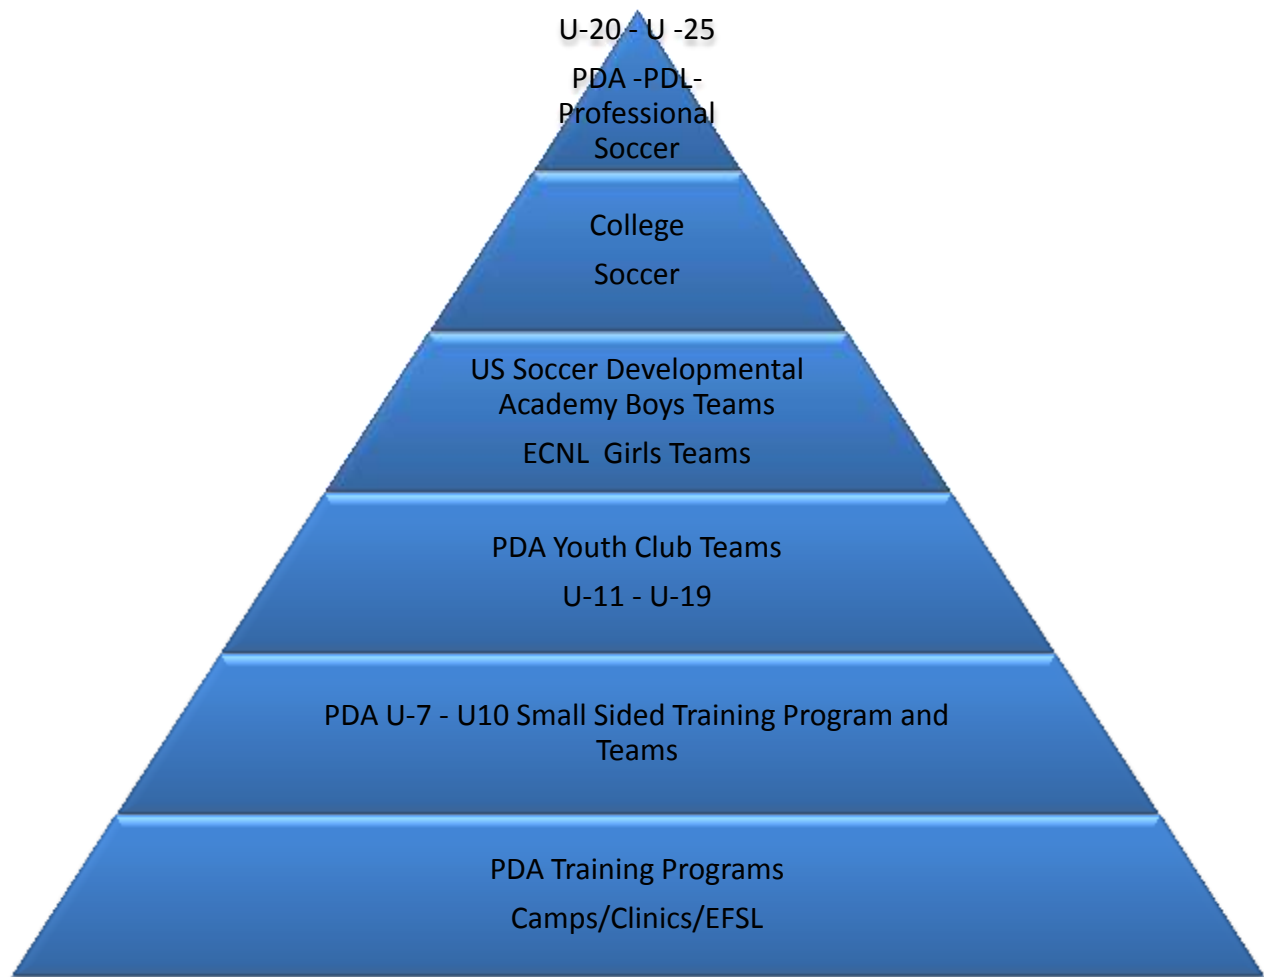 U-20 - U -25
PDA -PDL-
Professional
Soccer
College
Soccer
US Soccer Developmental
Academy Boys Teams
ECNL  Girls Teams
PDA Youth Club Teams
U-11 - U-19
PDA U-7 - U10 Small Sided Training Program and
Teams
PDA Training Programs
Camps/Clinics/EFSL